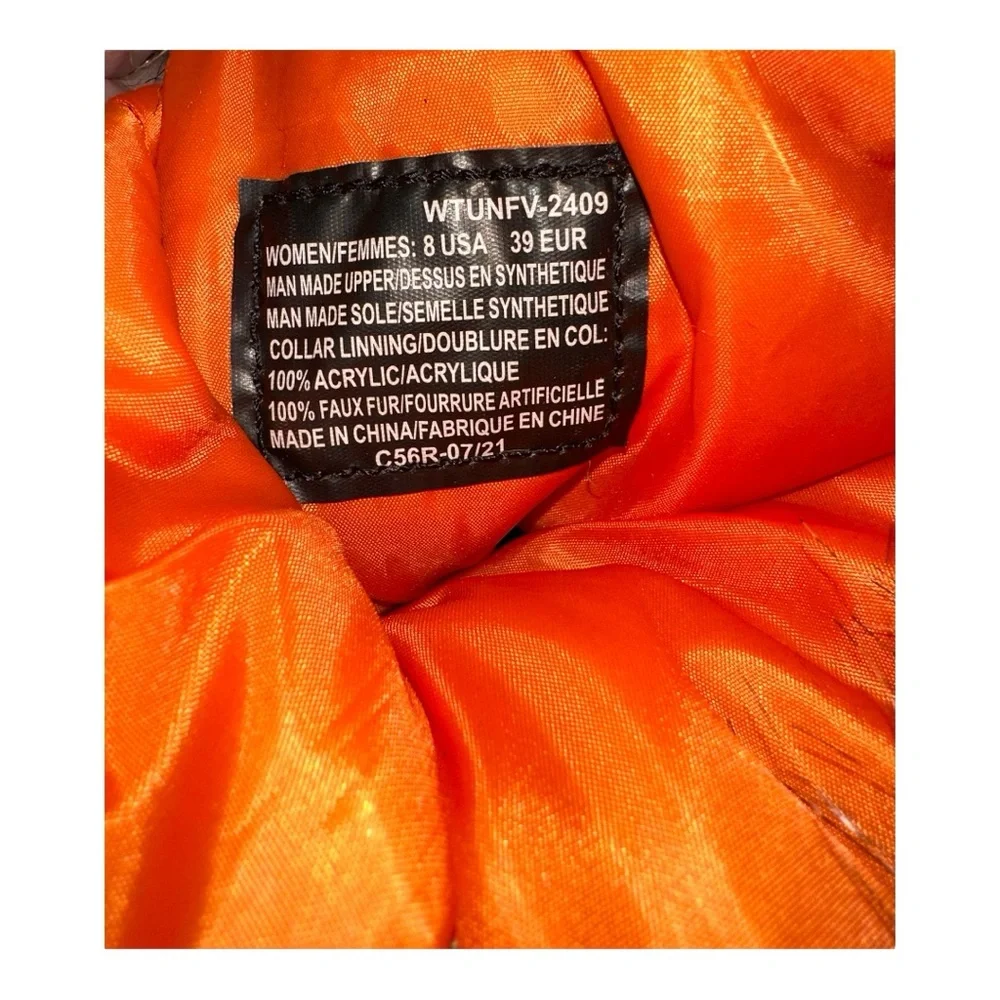 WTUNFV-2409
WOMEN/FEMMES: 8 USA 39 EUR
MAN MADE UPPER/DESSUS EN SYNTHETIQUE
MAN MADE SOLE/SEMELLE SYNTHETIQUE
COLLAR LINNING/DOUBLURE EN COL:
100% ACRYLIC/ACRYLIQUE
100% FAUX FUR/FOURRURE ARTIFICIELLE
MADE IN CHINA/FABRIQUE EN CHINE
C56R-07/21